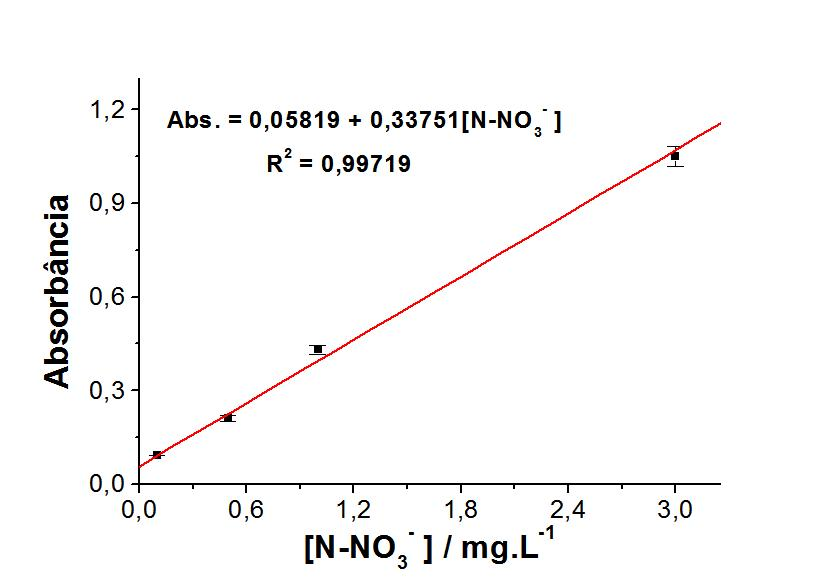 Abs. = 0,05819 + 0,33751[N-NO₃⁻ ]
R² = 0,99719
Absorbância
1,2
0,9
0,6
0,3
0,0
0,0 0,6 1,2 1,8 2,4 3,0
[N-NO₃⁻ ] / mg.L⁻¹